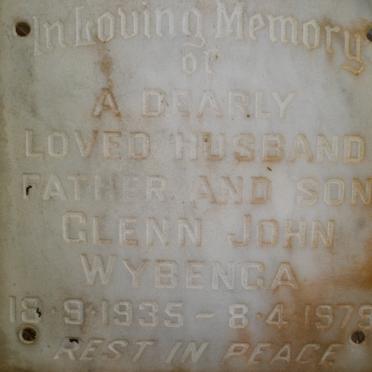 In Loving Memory
of
A DEARLY
LOVED HUSBAND
FATHER AND SON
GLENN JOHN
WYBENGA
18·9·1935 – 8·4·1979
REST IN PEACE